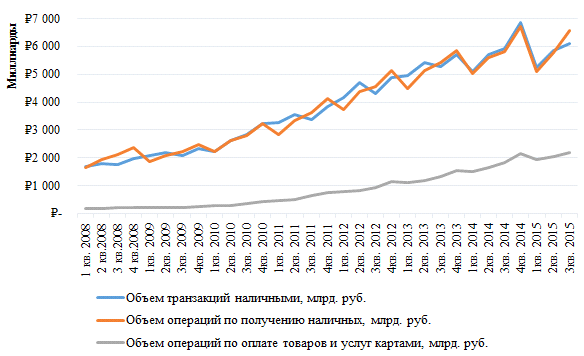 Миллиарды
₽7 000
₽6 000
₽5 000
₽4 000
₽3 000
₽2 000
₽1 000
₽-
1 кв.2008
2 кв.2008
3 кв.2008
4 кв.2008
1кв.2009
2кв.2009
3кв.2009
4кв.2009
1кв.2010
2кв.2010
3кв.2010
4кв.2010
1кв.2011
2кв.2011
3кв.2011
4кв.2011
1кв.2012
2кв.2012
3кв.2012
4кв.2012
1кв.2013
2кв.2013
3кв.2013
4кв.2013
1кв.2014
2кв.2014
3кв.2014
4кв.2014
1кв.2015
2кв.2015
3кв.2015
Объем транзакций наличными, млрд. руб.
Объем операций по получению наличных, млрд. руб.
Объем операций по оплате товаров и услуг картами, млрд. руб.